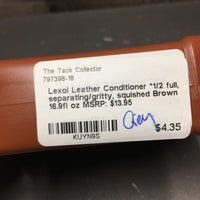 The Tack Collector
797398-18
Lexol Leather Conditioner *1/2 full,
separating/gritty, squished Brown
16.9fl oz MSRP: $13.95
$4.35
KUYN95